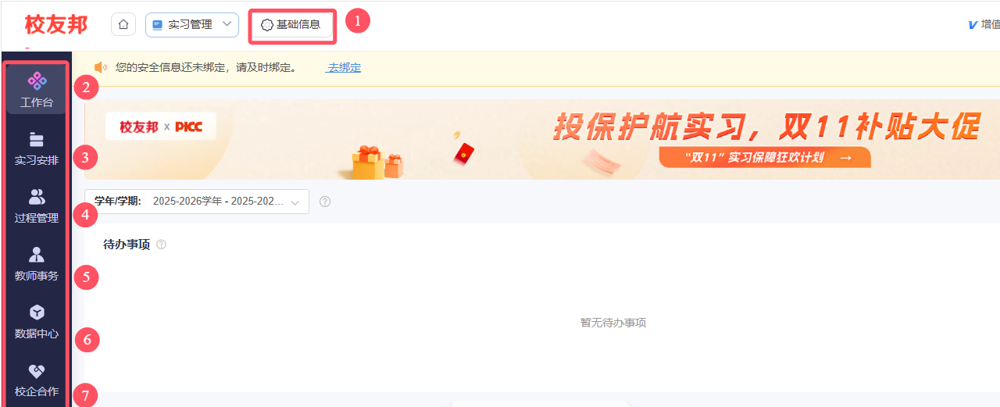 校友邦
实习管理
基础信息
1
增值
您的安全信息还未绑定，请及时绑定。 去绑定
工作台
2
校友邦 x PICC
投保护航实习，双11补贴大促
"双11"实习保障狂欢计划 →
实习安排
3
学年/学期: 2025-2026学年 - 2025-202...
?
过程管理
4
待办事项
?
教师事务
5
暂无待办事项
数据中心
6
校企合作
7